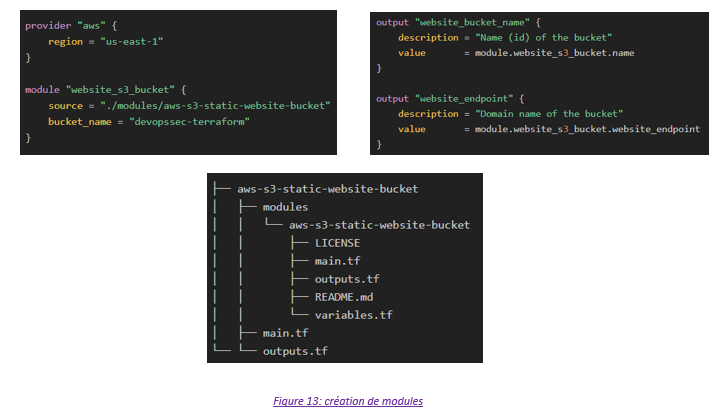 provider "aws" {
region = "us-east-1"
}
module "website_s3_bucket" {
source = "./modules/aws-s3-static-website-bucket"
bucket_name = "devopssec-terraform"
}
output "website_bucket_name" {
description = "Name (id) of the bucket"
value = module.website_s3_bucket.name
}
output "website_endpoint" {
description = "Domain name of the bucket"
value = module.website_s3_bucket.website_endpoint
}
├── aws-s3-static-website-bucket
│ ├── modules
│ │ └── aws-s3-static-website-bucket
│ │ ├── LICENSE
│ │ ├── main.tf
│ │ ├── outputs.tf
│ │ ├── README.md
│ │ └── variables.tf
│ ├── main.tf
└── └── outputs.tf
Figure 13: création de modules